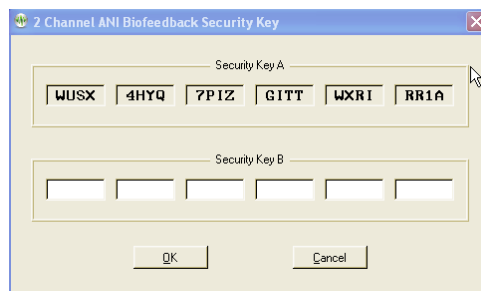 2 Channel ANI Biofeedback Security Key
Security Key A
WUSX 4HYQ 7PIZ GITT WXRI RR1A
Security Key B
OK Cancel